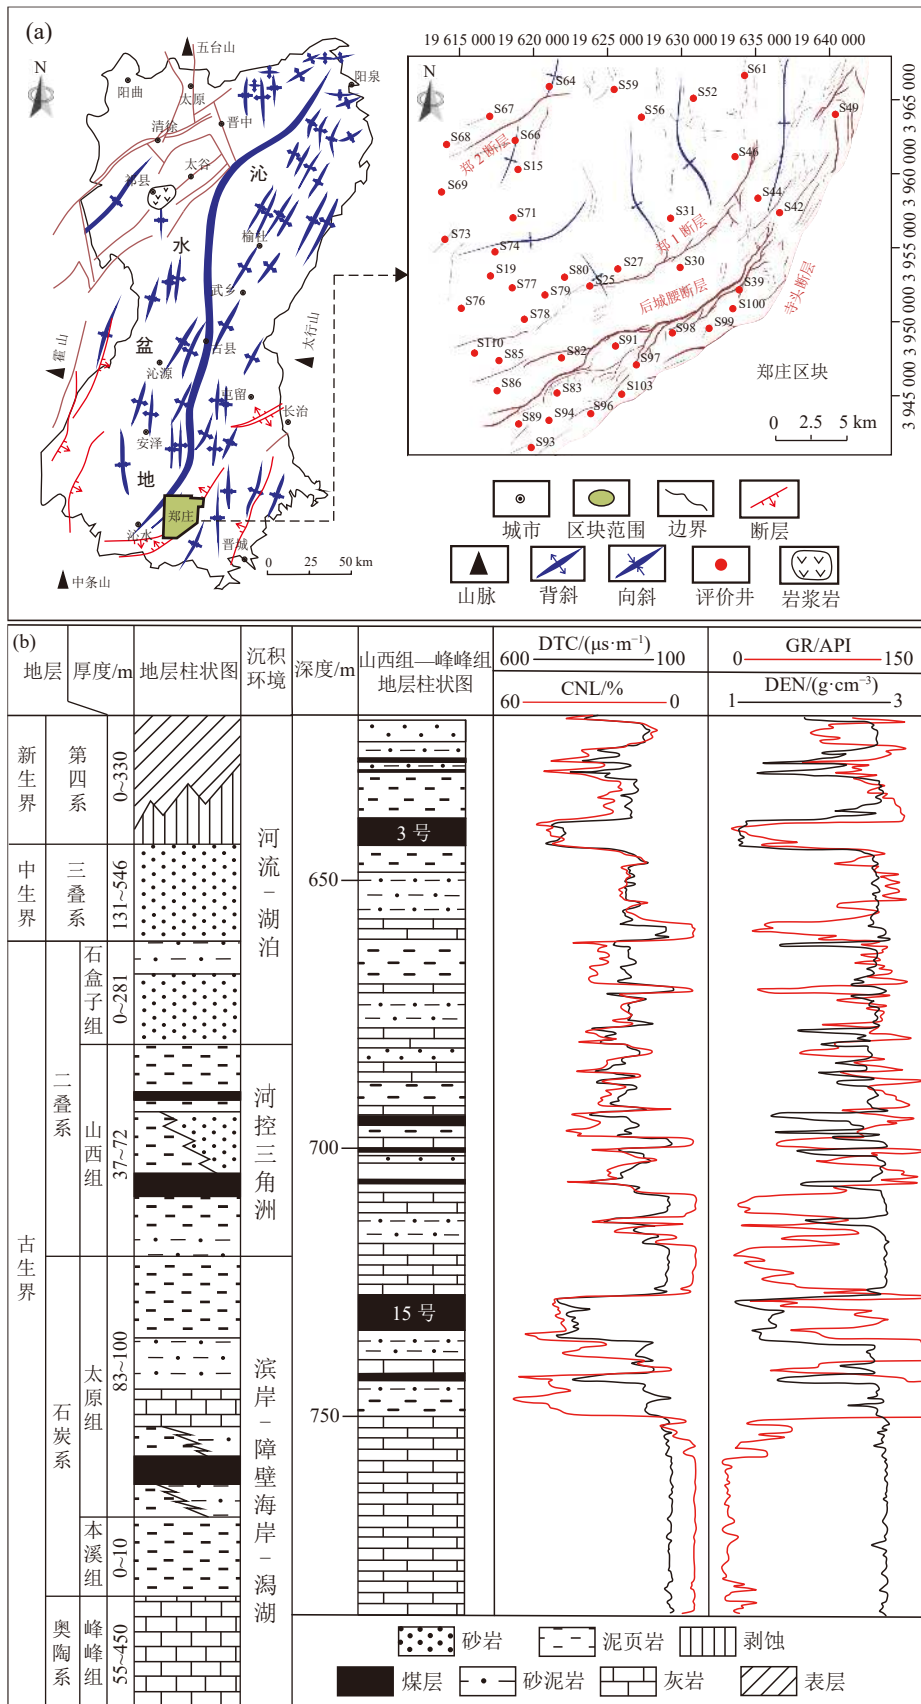 (a)
N
五台山
阳曲
太原
阳泉
清徐
晋中
太谷
祁县
沁
水
盆
地
榆社
武乡
霍山
太行山
古县
沁源
屯留
长治
安泽
郑庄
沁水
晋城
中条山
0 25 50 km
19 615 000 19 620 000 19 625 000 19 630 000 19 635 000 19 640 000
N
3 965 000
3 960 000
3 955 000
3 950 000
3 945 000
S61
S64
S59
S52
S49
S67
S56
S68
S66
S46
郑 2 断层
S15
S69
S44
S42
S71
S31
S73
郑 1 断层
S74
S30
S27
S19
S80
S25
S77
S79
S39
后城腰断层
寺头断层
S76
S100
S78
S99
S98
S91
S110
S85
S82
S97
郑庄区块
S86
S83
S103
S96
S94
S89
S93
0 2.5 5 km
城市
区块范围
边界
断层
山脉
背斜
向斜
评价井
岩浆岩
(b)
地层
厚度/m
地层柱状图
沉积
环境
深度/m
山西组—峰峰组
地层柱状图
600 DTC/(μs·m⁻¹) 100
60 CNL/% 0
0 GR/API 150
1 DEN/(g·cm⁻³) 3
新生界
第四系
0~330
中生界
三叠系
131~546
古生界
二叠系
石盒子组
0~281
山西组
37~72
石炭系
太原组
83~100
本溪组
0~10
奥陶系
峰峰组
55~450
河流－湖泊
河控三角洲
滨岸－障壁海岸－潟湖
3 号
650
700
15 号
750
砂岩
泥页岩
剥蚀
煤层
砂泥岩
灰岩
表层